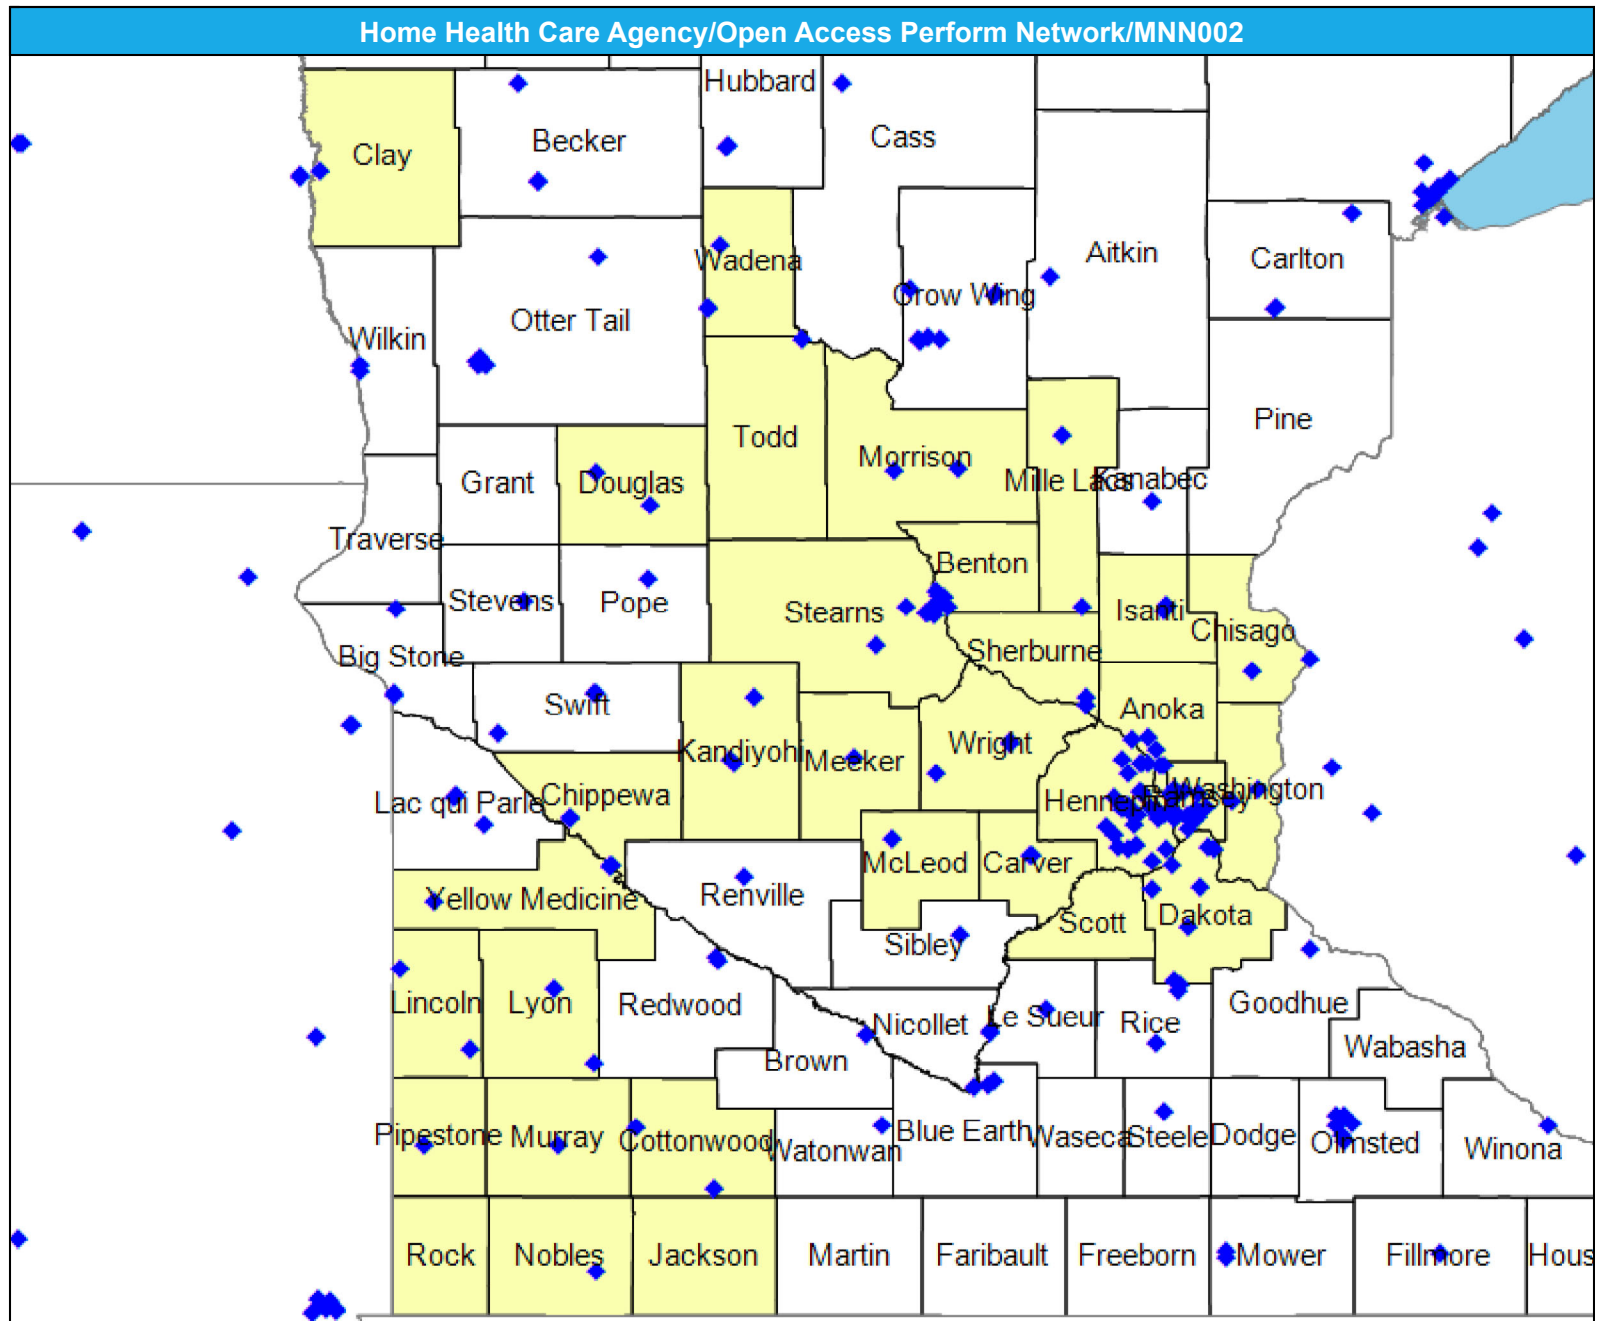 Home Health Care Agency/Open Access Perform Network/MNN002
Hubbard
Becker
Cass
Clay
Wadena
Aitkin
Carlton
Crow Wing
Otter Tail
Wilkin
Pine
Todd
Morrison
Grant
Douglas
Mille Lacs
Kanabec
Traverse
Benton
Stevens
Pope
Stearns
Isanti
Chisago
Sherburne
Big Stone
Swift
Anoka
Kandiyohi
Meeker
Wright
Washington
Lac qui Parle
Chippewa
Hennepin
Ramsey
McLeod
Carver
Yellow Medicine
Renville
Scott
Dakota
Sibley
Lincoln
Lyon
Redwood
Nicollet
Le Sueur
Rice
Goodhue
Wabasha
Brown
Pipestone
Murray
Cottonwood
Watonwan
Blue Earth
Waseca
Steele
Dodge
Olmsted
Winona
Rock
Nobles
Jackson
Martin
Faribault
Freeborn
Mower
Fillmore
Hous